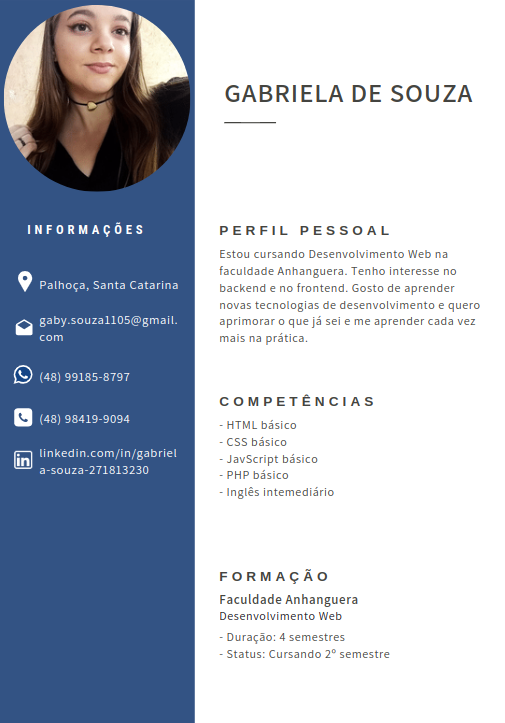 GABRIELA DE SOUZA
INFORMAÇÕES
Palhoça, Santa Catarina
gaby.souza1105@gmail.
com
(48) 99185-8797
(48) 98419-9094
linkedin.com/in/gabriel
a-souza-271813230
PERFIL PESSOAL
Estou cursando Desenvolvimento Web na
faculdade Anhanguera. Tenho interesse no
backend e no frontend. Gosto de aprender
novas tecnologias de desenvolvimento e quero
aprimorar o que já sei e me aprender cada vez
mais na prática.
COMPETÊNCIAS
- HTML básico
- CSS básico
- JavScript básico
- PHP básico
- Inglês intemediário
FORMAÇÃO
Faculdade Anhanguera
Desenvolvimento Web
- Duração: 4 semestres
- Status: Cursando 2º semestre